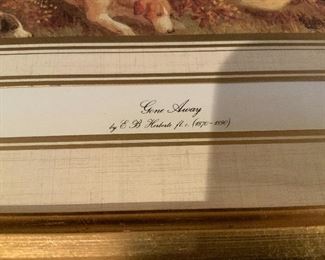 Gone Away
by E. B. Herberte fl. c. (1870-1890)